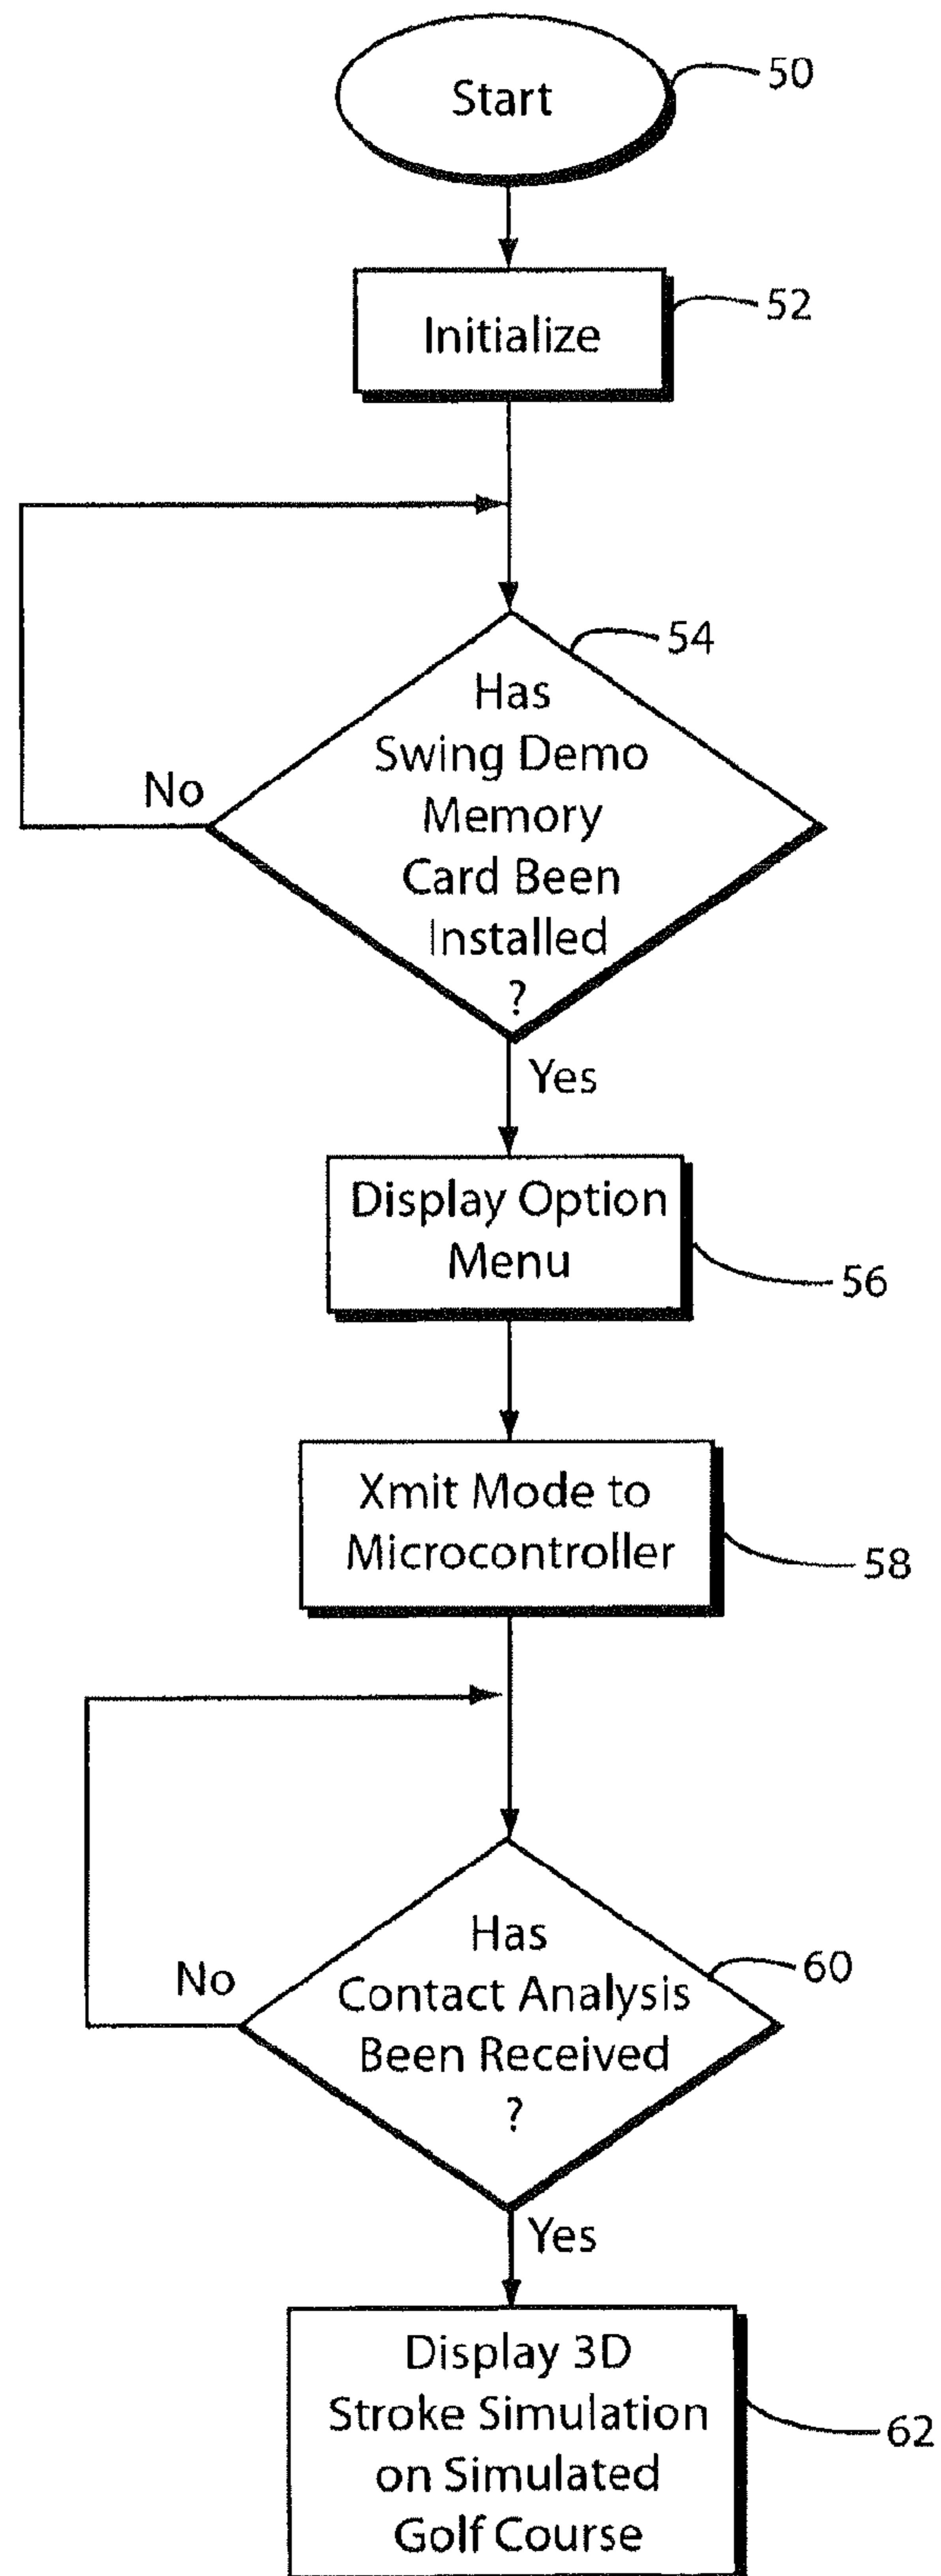 Start
50
Initialize
52
54
Has
Swing Demo
Memory
Card Been
Installed
?
No
Yes
Display Option
Menu
56
Xmit Mode to
Microcontroller
58
Has
Contact Analysis
Been Received
?
60
No
Yes
Display 3D
Stroke Simulation
on Simulated
Golf Course
62